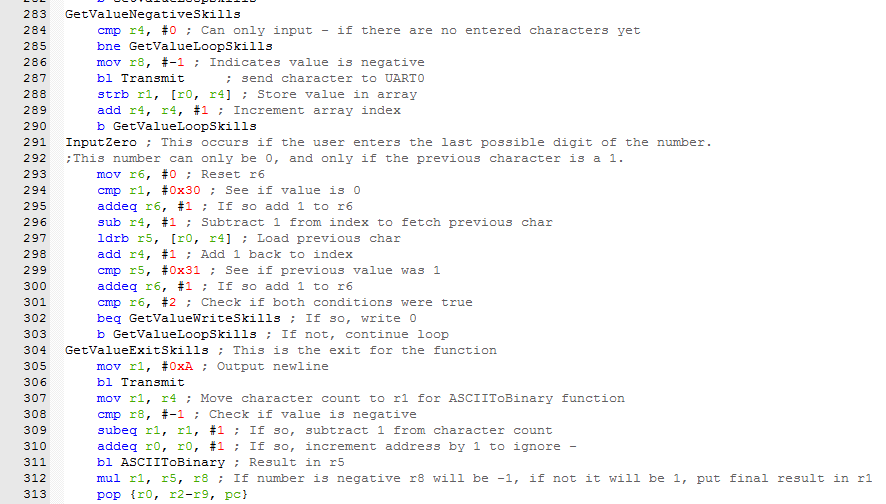 283 GetValueNegativeSkills
284 cmp r4, #0 ; Can only input - if there are no entered characters yet
285 bne GetValueLoopSkills
286 mov r8, #-1 ; Indicates value is negative
287 bl Transmit ; send character to UART0
288 strb r1, [r0, r4] ; Store value in array
289 add r4, r4, #1 ; Increment array index
290 b GetValueLoopSkills
291 InputZero ; This occurs if the user enters the last possible digit of the number.
292 ;This number can only be 0, and only if the previous character is a 1.
293 mov r6, #0 ; Reset r6
294 cmp r1, #0x30 ; See if value is 0
295 addeq r6, #1 ; If so add 1 to r6
296 sub r4, #1 ; Subtract 1 from index to fetch previous char
297 ldrb r5, [r0, r4] ; Load previous char
298 add r4, #1 ; Add 1 back to index
299 cmp r5, #0x31 ; See if previous value was 1
300 addeq r6, #1 ; If so add 1 to r6
301 cmp r6, #2 ; Check if both conditions were true
302 beq GetValueWriteSkills ; If so, write 0
303 b GetValueLoopSkills ; If not, continue loop
304 GetValueExitSkills ; This is the exit for the function
305 mov r1, #0xA ; Output newline
306 bl Transmit
307 mov r1, r4 ; Move character count to r1 for ASCIIToBinary function
308 cmp r8, #-1 ; Check if value is negative
309 subeq r1, r1, #1 ; If so, subtract 1 from character count
310 addeq r0, r0, #1 ; If so, increment address by 1 to ignore -
311 bl ASCIIToBinary ; Result in r5
312 mul r1, r5, r8 ; If number is negative r8 will be -1, if not it will be 1, put final result in r1
313 pop {r0, r2-r9, pc}